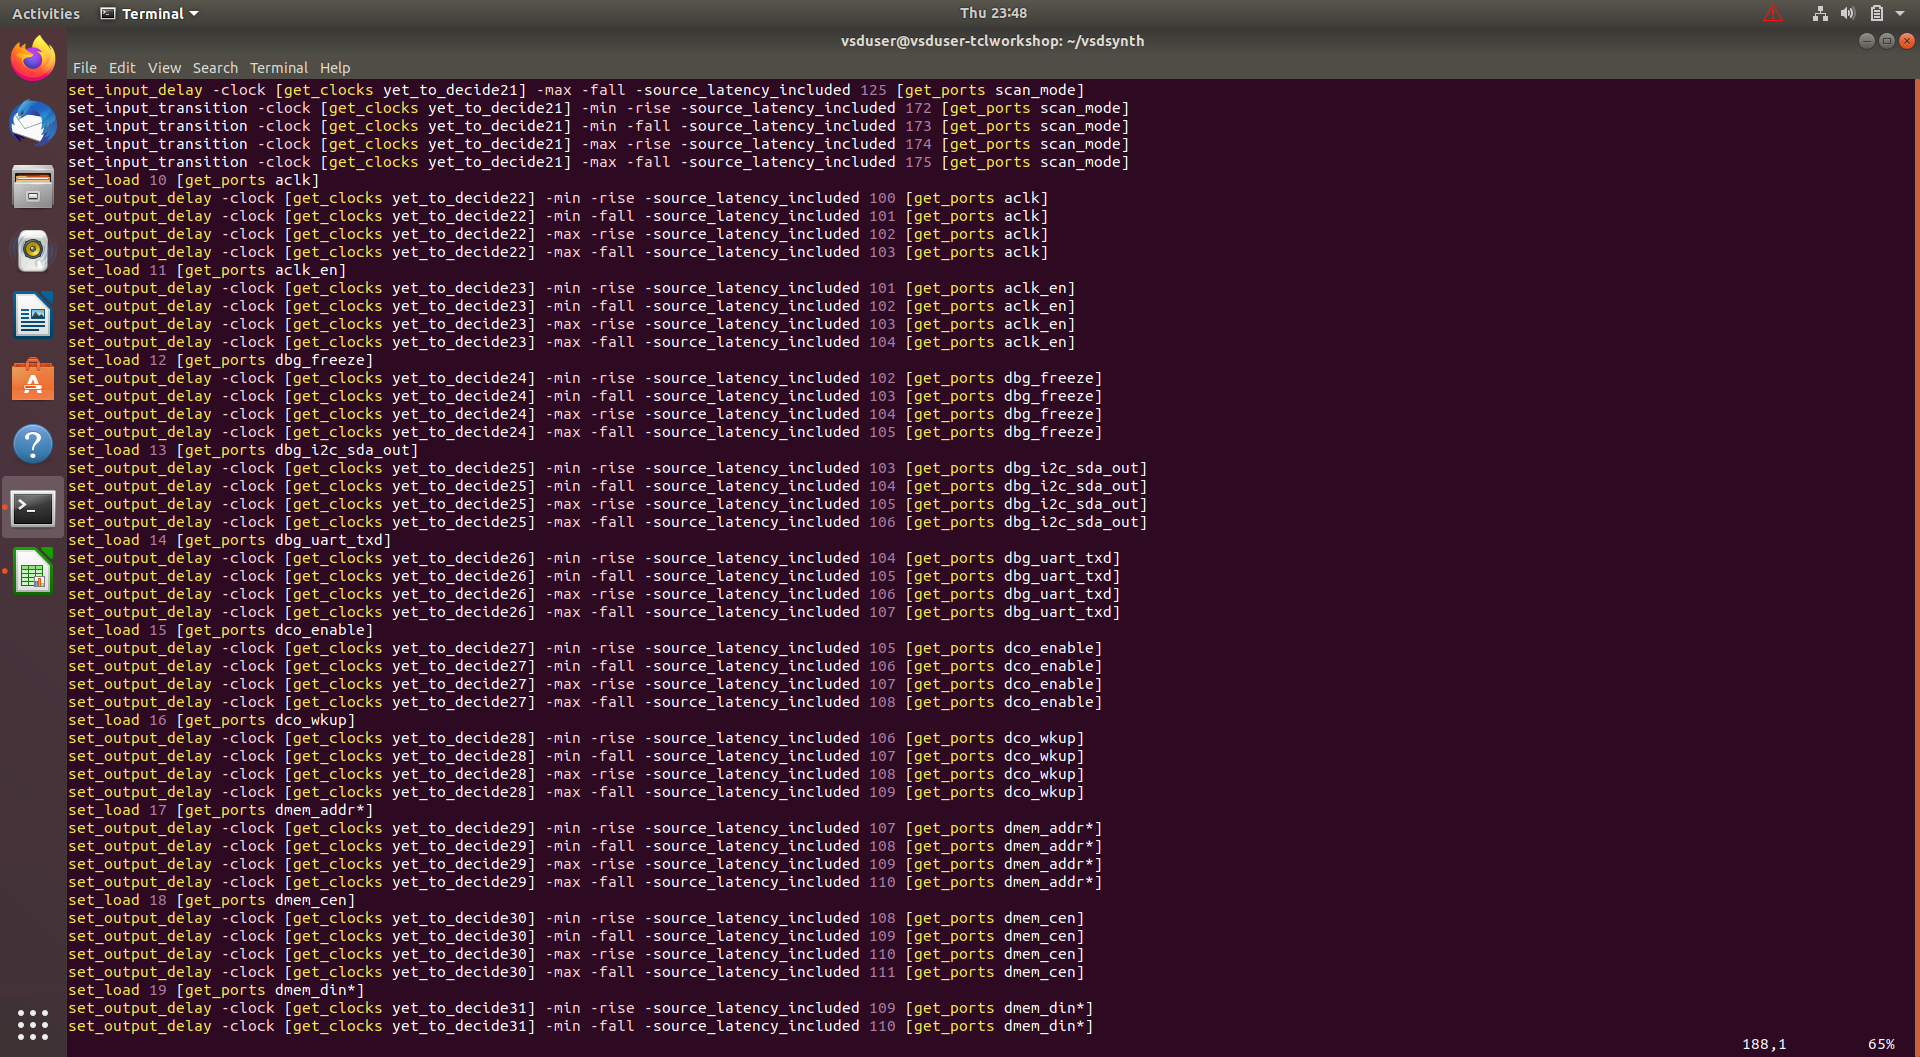 Activities Terminal Thu 23:48
vsduser@vsduser-tclworkshop: ~/vsdsynth
File Edit View Search Terminal Help
set_input_delay -clock [get_clocks yet_to_decide21] -max -fall -source_latency_included 125 [get_ports scan_mode]
set_input_transition -clock [get_clocks yet_to_decide21] -min -rise -source_latency_included 172 [get_ports scan_mode]
set_input_transition -clock [get_clocks yet_to_decide21] -min -fall -source_latency_included 173 [get_ports scan_mode]
set_input_transition -clock [get_clocks yet_to_decide21] -max -rise -source_latency_included 174 [get_ports scan_mode]
set_input_transition -clock [get_clocks yet_to_decide21] -max -fall -source_latency_included 175 [get_ports scan_mode]
set_load 10 [get_ports aclk]
set_output_delay -clock [get_clocks yet_to_decide22] -min -rise -source_latency_included 100 [get_ports aclk]
set_output_delay -clock [get_clocks yet_to_decide22] -min -fall -source_latency_included 101 [get_ports aclk]
set_output_delay -clock [get_clocks yet_to_decide22] -max -rise -source_latency_included 102 [get_ports aclk]
set_output_delay -clock [get_clocks yet_to_decide22] -max -fall -source_latency_included 103 [get_ports aclk]
set_load 11 [get_ports aclk_en]
set_output_delay -clock [get_clocks yet_to_decide23] -min -rise -source_latency_included 101 [get_ports aclk_en]
set_output_delay -clock [get_clocks yet_to_decide23] -min -fall -source_latency_included 102 [get_ports aclk_en]
set_output_delay -clock [get_clocks yet_to_decide23] -max -rise -source_latency_included 103 [get_ports aclk_en]
set_output_delay -clock [get_clocks yet_to_decide23] -max -fall -source_latency_included 104 [get_ports aclk_en]
set_load 12 [get_ports dbg_freeze]
set_output_delay -clock [get_clocks yet_to_decide24] -min -rise -source_latency_included 102 [get_ports dbg_freeze]
set_output_delay -clock [get_clocks yet_to_decide24] -min -fall -source_latency_included 103 [get_ports dbg_freeze]
set_output_delay -clock [get_clocks yet_to_decide24] -max -rise -source_latency_included 104 [get_ports dbg_freeze]
set_output_delay -clock [get_clocks yet_to_decide24] -max -fall -source_latency_included 105 [get_ports dbg_freeze]
set_load 13 [get_ports dbg_i2c_sda_out]
set_output_delay -clock [get_clocks yet_to_decide25] -min -rise -source_latency_included 103 [get_ports dbg_i2c_sda_out]
set_output_delay -clock [get_clocks yet_to_decide25] -min -fall -source_latency_included 104 [get_ports dbg_i2c_sda_out]
set_output_delay -clock [get_clocks yet_to_decide25] -max -rise -source_latency_included 105 [get_ports dbg_i2c_sda_out]
set_output_delay -clock [get_clocks yet_to_decide25] -max -fall -source_latency_included 106 [get_ports dbg_i2c_sda_out]
set_load 14 [get_ports dbg_uart_txd]
set_output_delay -clock [get_clocks yet_to_decide26] -min -rise -source_latency_included 104 [get_ports dbg_uart_txd]
set_output_delay -clock [get_clocks yet_to_decide26] -min -fall -source_latency_included 105 [get_ports dbg_uart_txd]
set_output_delay -clock [get_clocks yet_to_decide26] -max -rise -source_latency_included 106 [get_ports dbg_uart_txd]
set_output_delay -clock [get_clocks yet_to_decide26] -max -fall -source_latency_included 107 [get_ports dbg_uart_txd]
set_load 15 [get_ports dco_enable]
set_output_delay -clock [get_clocks yet_to_decide27] -min -rise -source_latency_included 105 [get_ports dco_enable]
set_output_delay -clock [get_clocks yet_to_decide27] -min -fall -source_latency_included 106 [get_ports dco_enable]
set_output_delay -clock [get_clocks yet_to_decide27] -max -rise -source_latency_included 107 [get_ports dco_enable]
set_output_delay -clock [get_clocks yet_to_decide27] -max -fall -source_latency_included 108 [get_ports dco_enable]
set_load 16 [get_ports dco_wkup]
set_output_delay -clock [get_clocks yet_to_decide28] -min -rise -source_latency_included 106 [get_ports dco_wkup]
set_output_delay -clock [get_clocks yet_to_decide28] -min -fall -source_latency_included 107 [get_ports dco_wkup]
set_output_delay -clock [get_clocks yet_to_decide28] -max -rise -source_latency_included 108 [get_ports dco_wkup]
set_output_delay -clock [get_clocks yet_to_decide28] -max -fall -source_latency_included 109 [get_ports dco_wkup]
set_load 17 [get_ports dmem_addr*]
set_output_delay -clock [get_clocks yet_to_decide29] -min -rise -source_latency_included 107 [get_ports dmem_addr*]
set_output_delay -clock [get_clocks yet_to_decide29] -min -fall -source_latency_included 108 [get_ports dmem_addr*]
set_output_delay -clock [get_clocks yet_to_decide29] -max -rise -source_latency_included 109 [get_ports dmem_addr*]
set_output_delay -clock [get_clocks yet_to_decide29] -max -fall -source_latency_included 110 [get_ports dmem_addr*]
set_load 18 [get_ports dmem_cen]
set_output_delay -clock [get_clocks yet_to_decide30] -min -rise -source_latency_included 108 [get_ports dmem_cen]
set_output_delay -clock [get_clocks yet_to_decide30] -min -fall -source_latency_included 109 [get_ports dmem_cen]
set_output_delay -clock [get_clocks yet_to_decide30] -max -rise -source_latency_included 110 [get_ports dmem_cen]
set_output_delay -clock [get_clocks yet_to_decide30] -max -fall -source_latency_included 111 [get_ports dmem_cen]
set_load 19 [get_ports dmem_din*]
set_output_delay -clock [get_clocks yet_to_decide31] -min -rise -source_latency_included 109 [get_ports dmem_din*]
set_output_delay -clock [get_clocks yet_to_decide31] -min -fall -source_latency_included 110 [get_ports dmem_din*]
188,1 65%